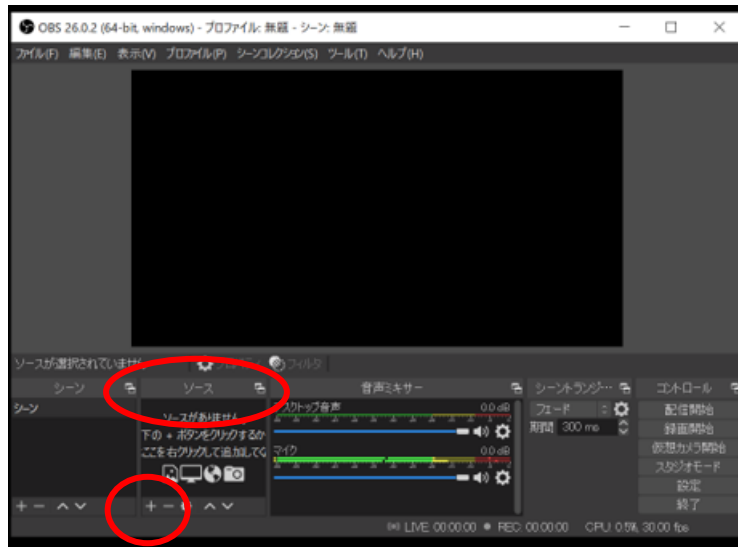 OBS 26.0.2 (64-bit, windows) - プロファイル: 無題 - シーン: 無題
ファイル(F) 編集(E) 表示(V) プロファイル(P) シーンコレクション(S) ツール(T) ヘルプ(H)
ソースが選択されていません
フィルタ
シーン
ソース
音声ミキサー
シーントランジ…
コントロール
シーン
ソースがありません
下の + ボタンをクリックするか
ここを右クリックして追加してく
デスクトップ音声 0.0 dB
マイク 0.0 dB
フェード
期間 300 ms
配信開始
録画開始
仮想カメラ開始
スタジオモード
設定
終了
LIVE: 00:00:00 REC: 00:00:00 CPU: 0.5%, 30.00 fps